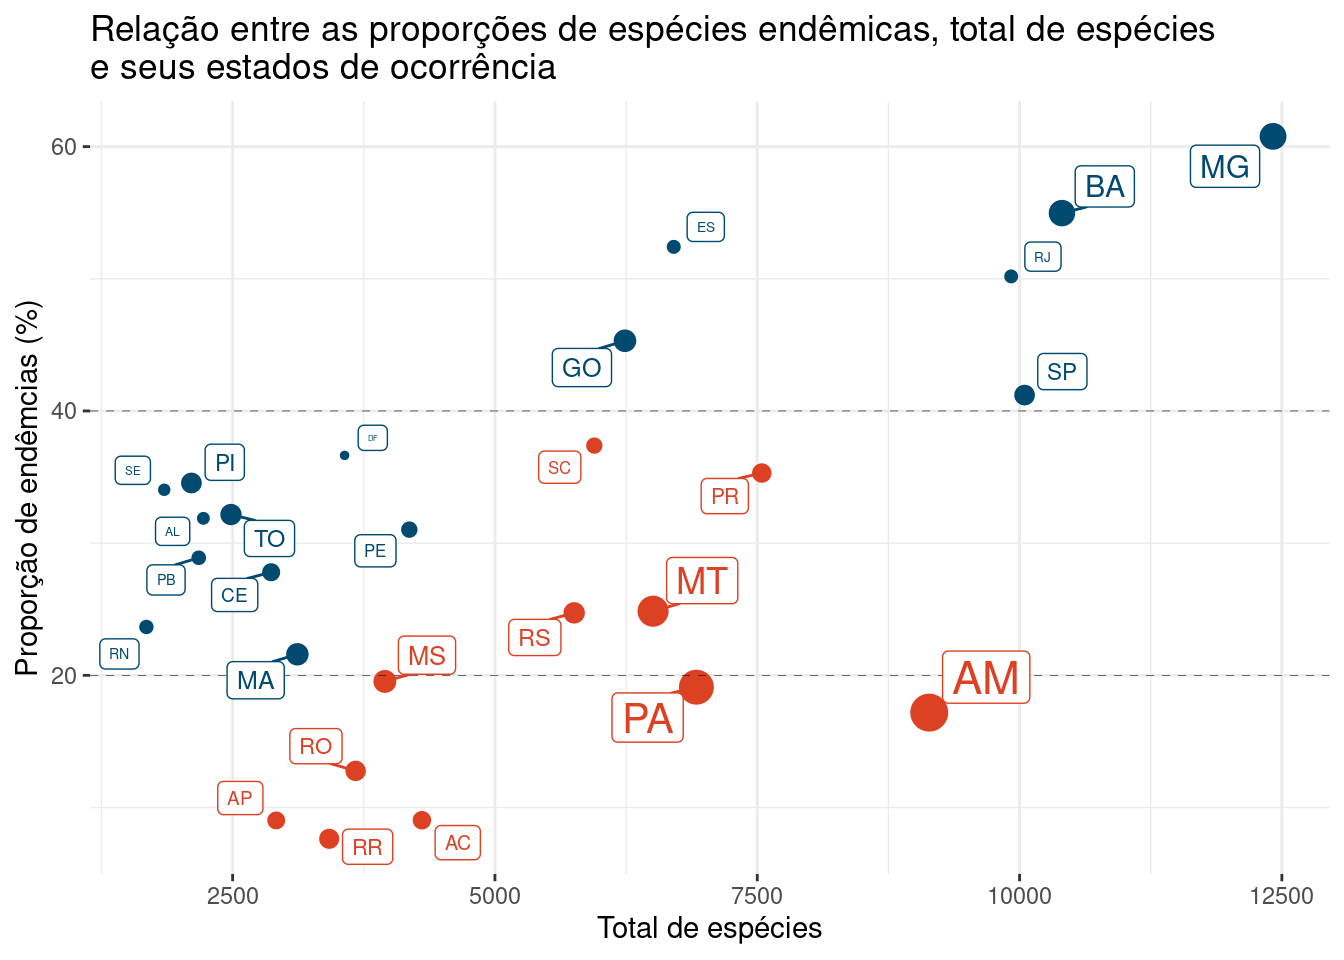 Relação entre as proporções de espécies endêmicas, total de espécies
e seus estados de ocorrência
Proporção de endêmcias (%)
60
40
20
MG
BA
ES
RJ
GO
SP
DF
SC
PI
SE
PR
AL
TO
PE
PB
CE
MT
RS
RN
MS
MA
AM
PA
RO
AP
RR
AC
2500
5000
7500
10000
12500
Total de espécies